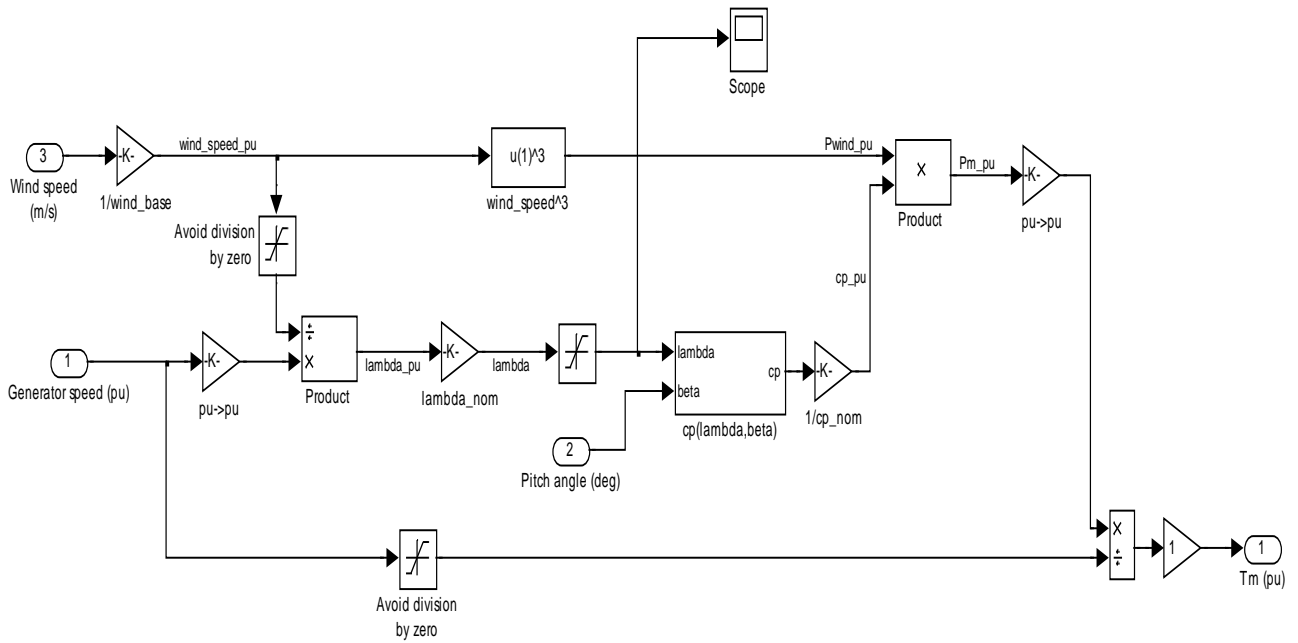 Scope
3
-K-
wind_speed_pu
u(1)^3
Pwind_pu
×
Pm_pu
-K-
Wind speed
(m/s)
1/wind_base
wind_speed^3
Product
pu->pu
Avoid division
by zero
cp_pu
÷
×
1
-K-
lambda_pu
-K-
lambda
lambda
beta
cp
-K-
Generator speed (pu)
pu->pu
Product
lambda_nom
cp(lambda,beta)
1/cp_nom
2
Pitch angle (deg)
×
÷
1
1
Tm (pu)
Avoid division
by zero